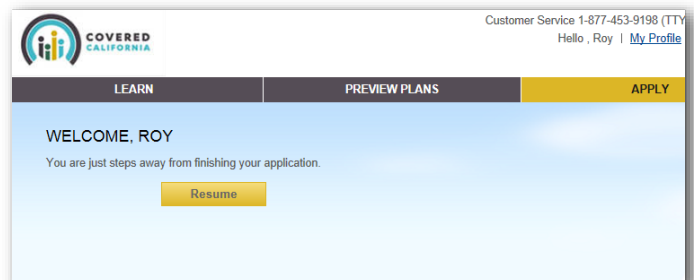 COVERED
CALIFORNIA
Customer Service 1-877-453-9198 (TTY
Hello , Roy | My Profile
LEARN
PREVIEW PLANS
APPLY
WELCOME, ROY
You are just steps away from finishing your application.
Resume